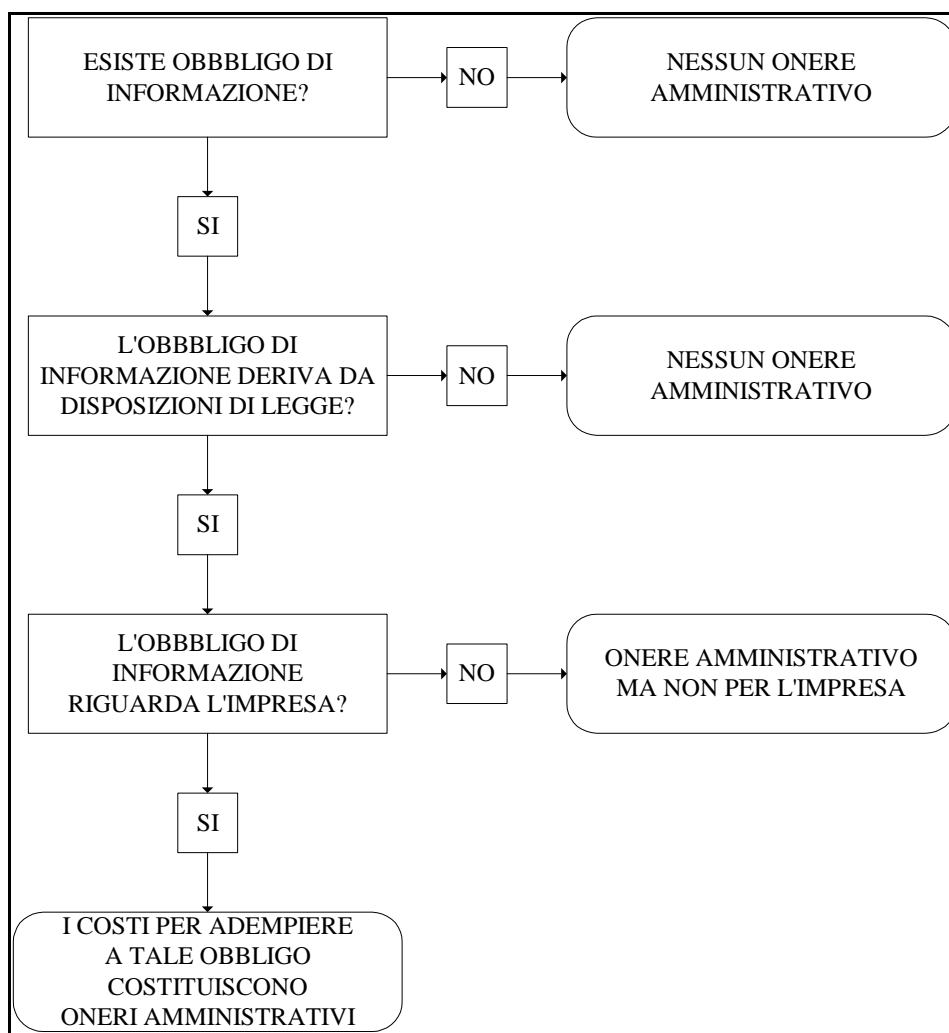 ESISTE OBBBLIGO DI
INFORMAZIONE?
NO
NESSUN ONERE
AMMINISTRATIVO
SI
L'OBBBLIGO DI
INFORMAZIONE DERIVA DA
DISPOSIZIONI DI LEGGE?
NO
NESSUN ONERE
AMMINISTRATIVO
SI
L'OBBBLIGO DI
INFORMAZIONE
RIGUARDA L'IMPRESA?
NO
ONERE AMMINISTRATIVO
MA NON PER L'IMPRESA
SI
I COSTI PER ADEMPIERE
A TALE OBBLIGO
COSTITUISCONO
ONERI AMMINISTRATIVI